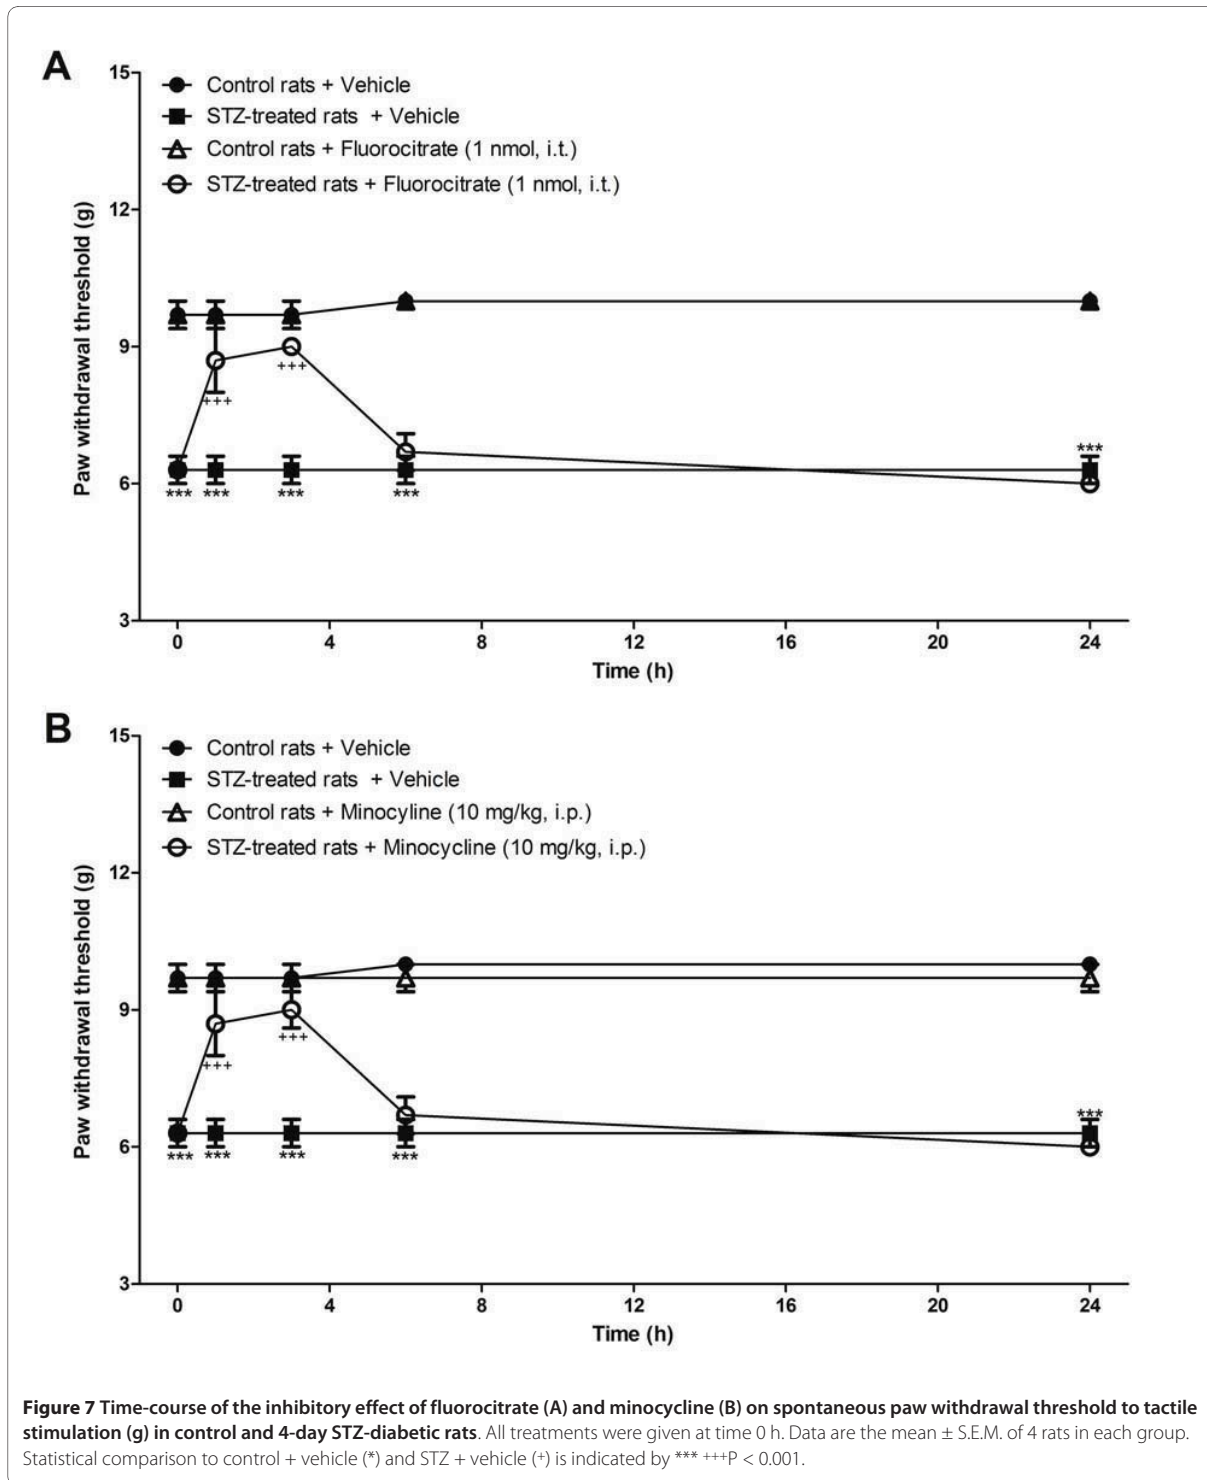 A
15
Control rats + Vehicle
STZ-treated rats + Vehicle
Control rats + Fluorocitrate (1 nmol, i.t.)
STZ-treated rats + Fluorocitrate (1 nmol, i.t.)
12
Paw withdrawal threshold (g)
9
+++
+++
***
6
*** *** *** ***
3
0 4 8 12 16 20 24
Time (h)
B
15
Control rats + Vehicle
STZ-treated rats + Vehicle
Control rats + Minocyline (10 mg/kg, i.p.)
STZ-treated rats + Minocycline (10 mg/kg, i.p.)
12
Paw withdrawal threshold (g)
9
+++
+++
***
6
*** *** *** ***
3
0 4 8 12 16 20 24
Time (h)
Figure 7 Time-course of the inhibitory effect of fluorocitrate (A) and minocycline (B) on spontaneous paw withdrawal threshold to tactile
stimulation (g) in control and 4-day STZ-diabetic rats. All treatments were given at time 0 h. Data are the mean ± S.E.M. of 4 rats in each group.
Statistical comparison to control + vehicle (*) and STZ + vehicle (⁺) is indicated by *** ⁺⁺⁺P < 0.001.